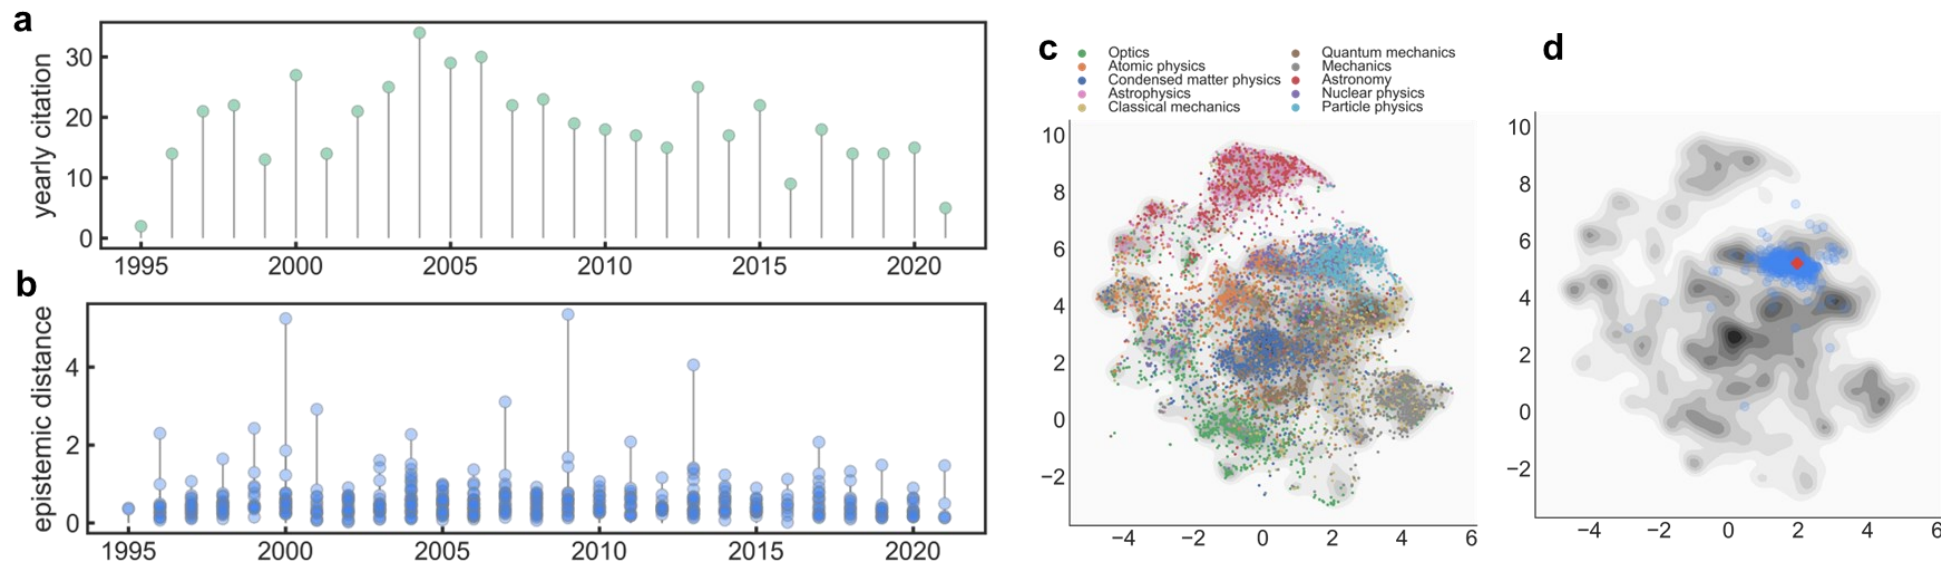 a
yearly citation
30
20
10
0
1995 2000 2005 2010 2015 2020
b
epistemic distance
4
2
0
1995 2000 2005 2010 2015 2020
c
Optics
Atomic physics
Condensed matter physics
Astrophysics
Classical mechanics
Quantum mechanics
Mechanics
Astronomy
Nuclear physics
Particle physics
10
8
6
4
2
0
−2
−4 −2 0 2 4 6
d
10
8
6
4
2
0
−2
−4 −2 0 2 4 6